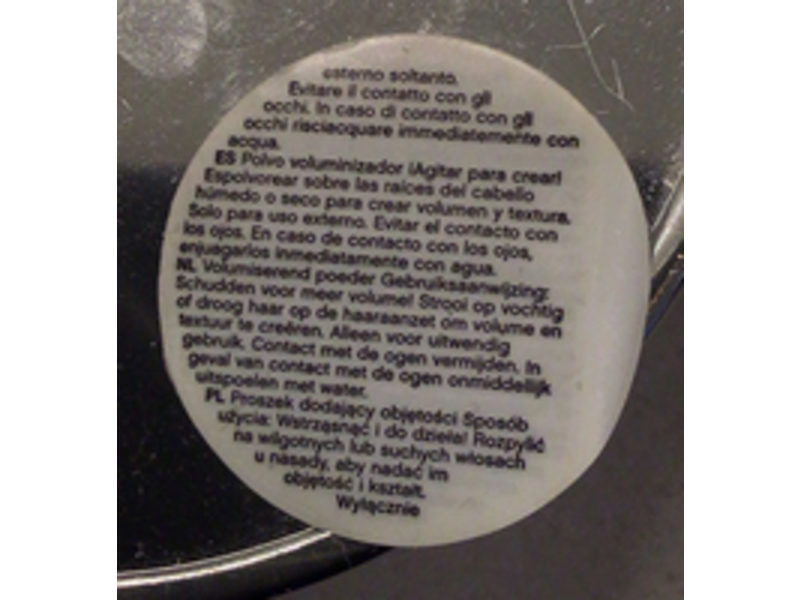 esterno soltanto.
Evitare il contatto con gli
occhi. In caso di contatto con gli
occhi risciacquare immediatemente con
acqua.
ES Polvo voluminizador ¡Agitar para crear!
Espolvorear sobre las raíces del cabello
húmedo o seco para crear volumen y textura.
Solo para uso externo. Evitar el contacto con
los ojos. En caso de contacto con los ojos,
enjuagarlos inmediatamente con agua.
NL Volumiserend poeder Gebruiksaanwijzing:
Schudden voor meer volume! Strooi op vochtig
of droog haar op de haaraanzet om volume en
textuur te creëren. Alleen voor uitwendig
gebruik. Contact met de ogen vermijden. In
geval van contact met de ogen onmiddellijk
uitspoelen met water.
PL Proszek dodający objętości Sposób
użycia: Wstrząsnąć i do dzieła! Rozpylić
na wilgotnych lub suchych włosach
u nasady, aby nadać im
objętość i kształt.
Wyłącznie